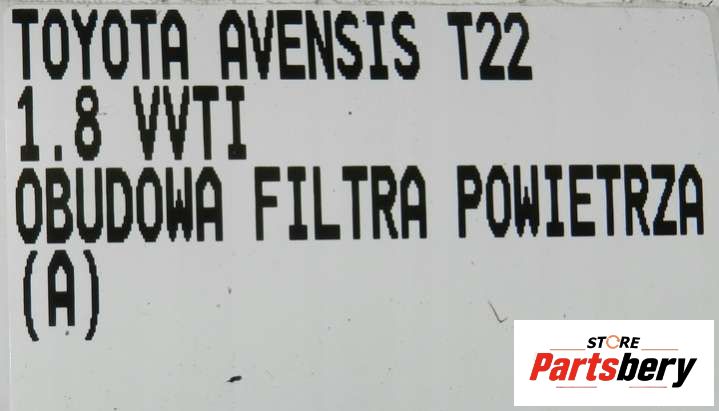 TOYOTA AVENSIS T22
1.8 VVTI
OBUDOWA FILTRA POWIETRZA
(A)
STORE
Partsbery